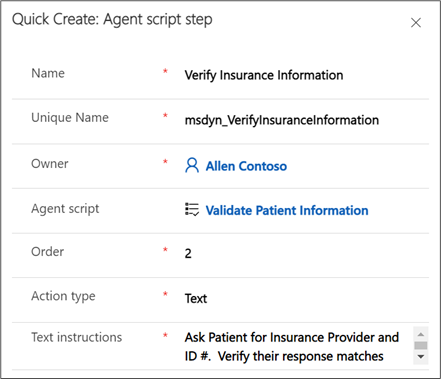 Quick Create: Agent script step
Name * Verify Insurance Information
Unique Name * msdyn_VerifyInsuranceInformation
Owner * Allen Contoso
Agent script * Validate Patient Information
Order * 2
Action type * Text
Text instructions * Ask Patient for Insurance Provider and
ID #. Verify their response matches